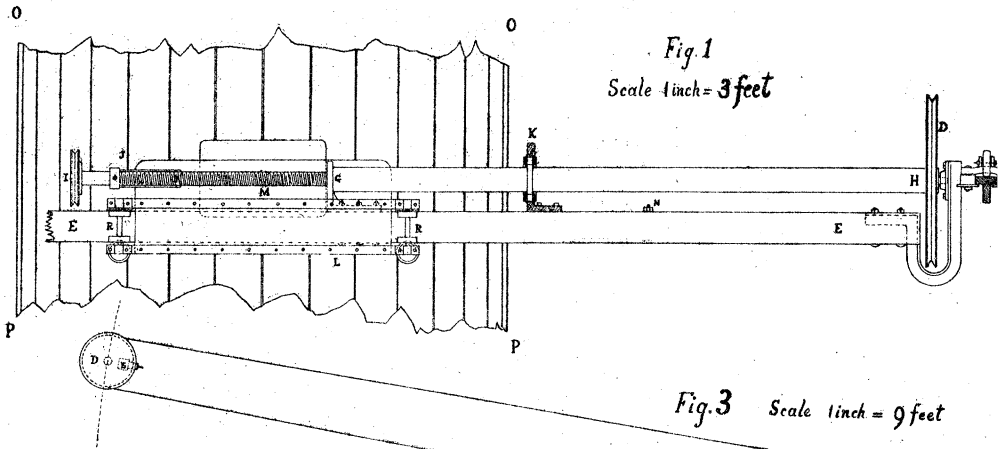 O
O
Fig. 1
Scale 1 inch = 3 feet
K
D
J
I
G
H
M
N
E
R
R
E
L
P
P
D
Fig. 3 Scale 1 inch = 9 feet